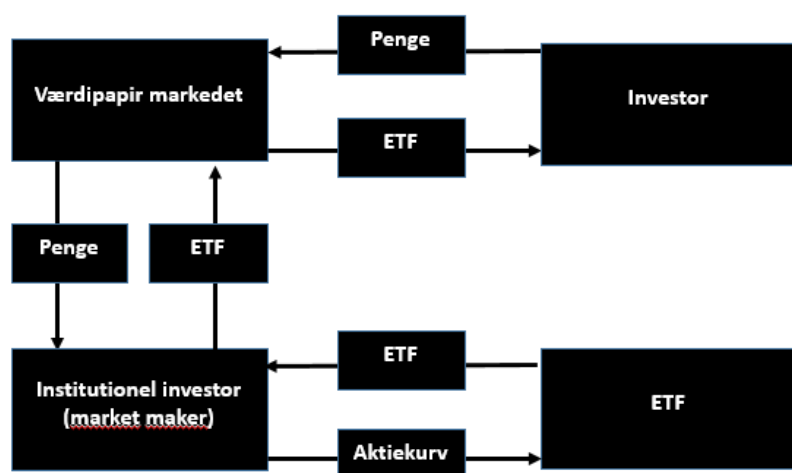 Penge
Værdipapir markedet
Investor
ETF
Penge
ETF
ETF
Institutionel investor
(market maker)
ETF
Aktiekurv